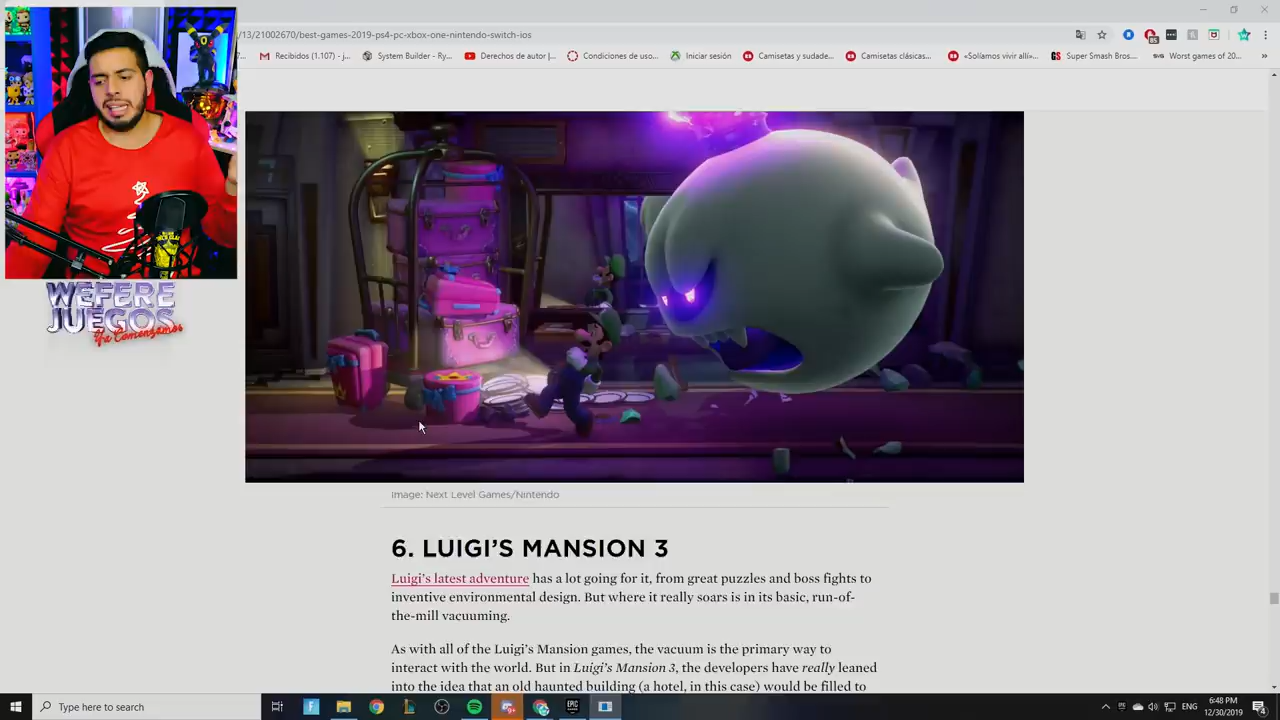 /13/21002670/best-games-2019-ps4-pc-xbox-one-nintendo-switch-ios
Recibidos (107) - j...
System Builder - Ry...
Derechos de autor |...
Condiciones de uso...
Iniciar sesión
Camisetas y sudade...
Camisetas clásicas...
«Solíamos vivir allí»...
Super Smash Bros....
Worst games of 20...
WEFERE
JUEGOS
Ya Comenzamos
Image: Next Level Games/Nintendo
6. LUIGI'S MANSION 3
Luigi's latest adventure has a lot going for it, from great puzzles and boss fights to
inventive environmental design. But where it really soars is in its basic, run-of-
the-mill vacuuming.
As with all of the Luigi's Mansion games, the vacuum is the primary way to
interact with the world. But in Luigi's Mansion 3, the developers have really leaned
into the idea that an old haunted building (a hotel, in this case) would be filled to
Type here to search
EPIC
ENG
6:48 PM
12/30/2019